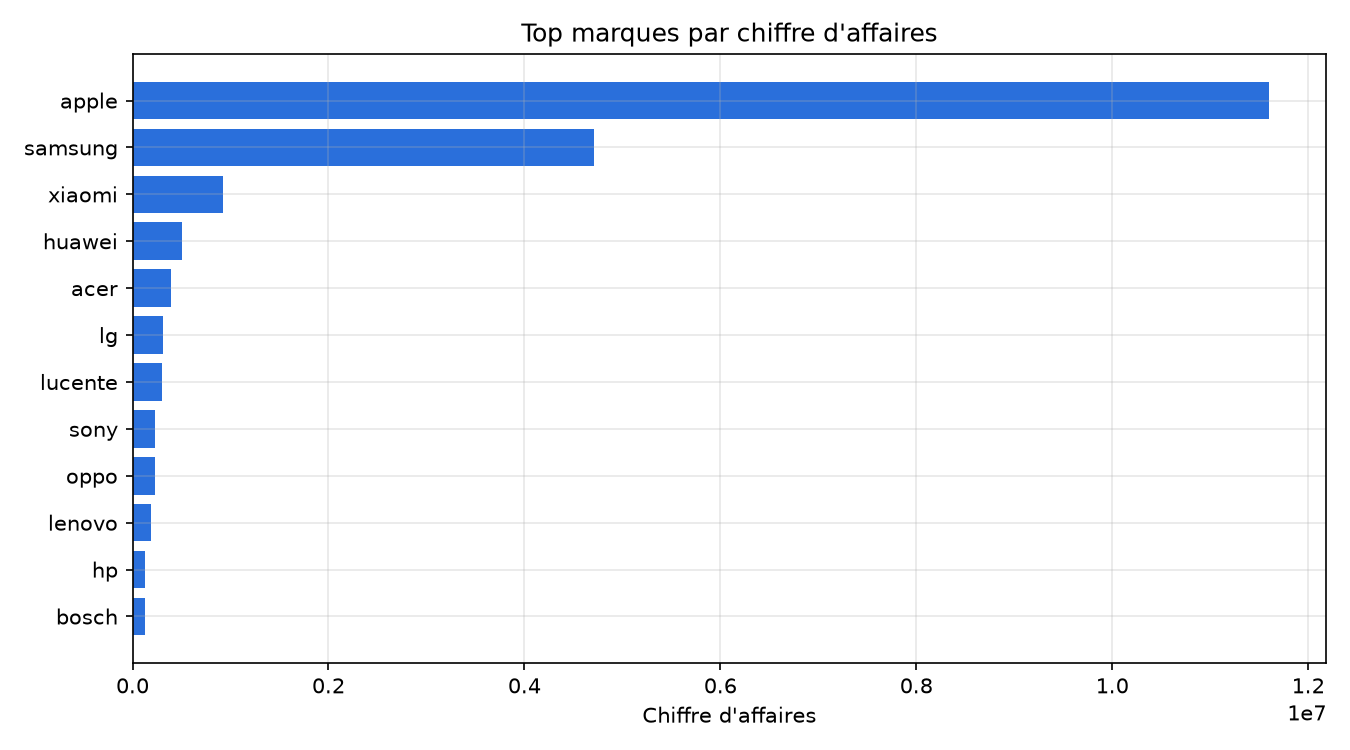 Top marques par chiffre d'affaires
apple
samsung
xiaomi
huawei
acer
lg
lucente
sony
oppo
lenovo
hp
bosch
0.0 0.2 0.4 0.6 0.8 1.0 1.2
1e7
Chiffre d'affaires